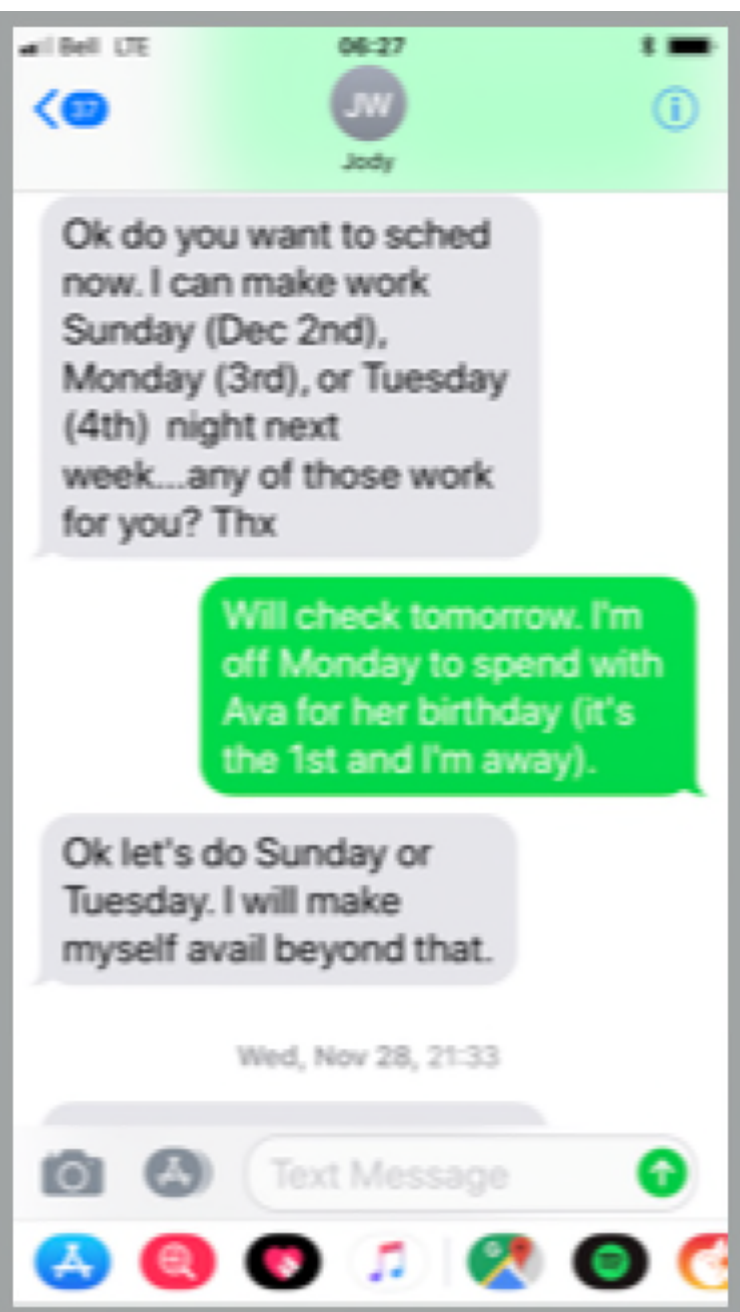 Bell LTE
06:27
37
JW
Jody
Ok do you want to sched
now. I can make work
Sunday (Dec 2nd),
Monday (3rd), or Tuesday
(4th) night next
week...any of those work
for you? Thx
Will check tomorrow. I'm
off Monday to spend with
Ava for her birthday (it's
the 1st and I'm away).
Ok let's do Sunday or
Tuesday. I will make
myself avail beyond that.
Wed, Nov 28, 21:33
Text Message